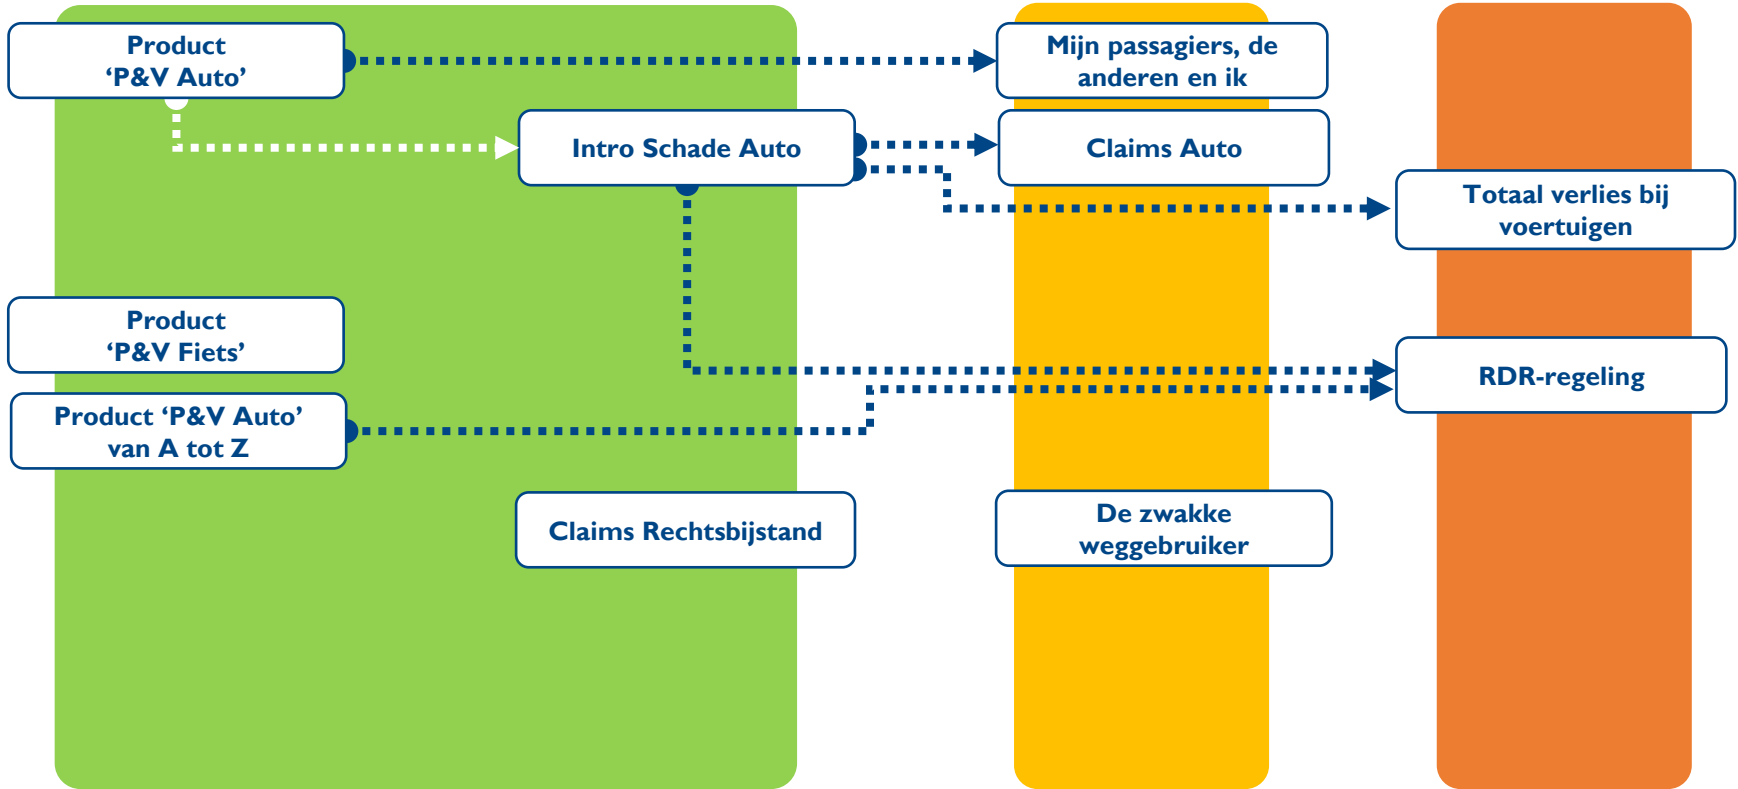 Product
‘P&V Auto’
Mijn passagiers, de
anderen en ik
Intro Schade Auto
Claims Auto
Totaal verlies bij
voertuigen
Product
‘P&V Fiets’
RDR-regeling
Product ‘P&V Auto’
van A tot Z
Claims Rechtsbijstand
De zwakke
weggebruiker